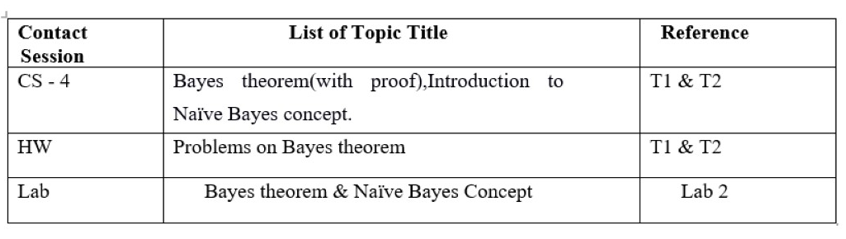 Contact Session List of Topic Title Reference
CS - 4 Bayes theorem(with proof),Introduction to T1 & T2
Naïve Bayes concept.
HW Problems on Bayes theorem T1 & T2
Lab Bayes theorem & Naïve Bayes Concept Lab 2